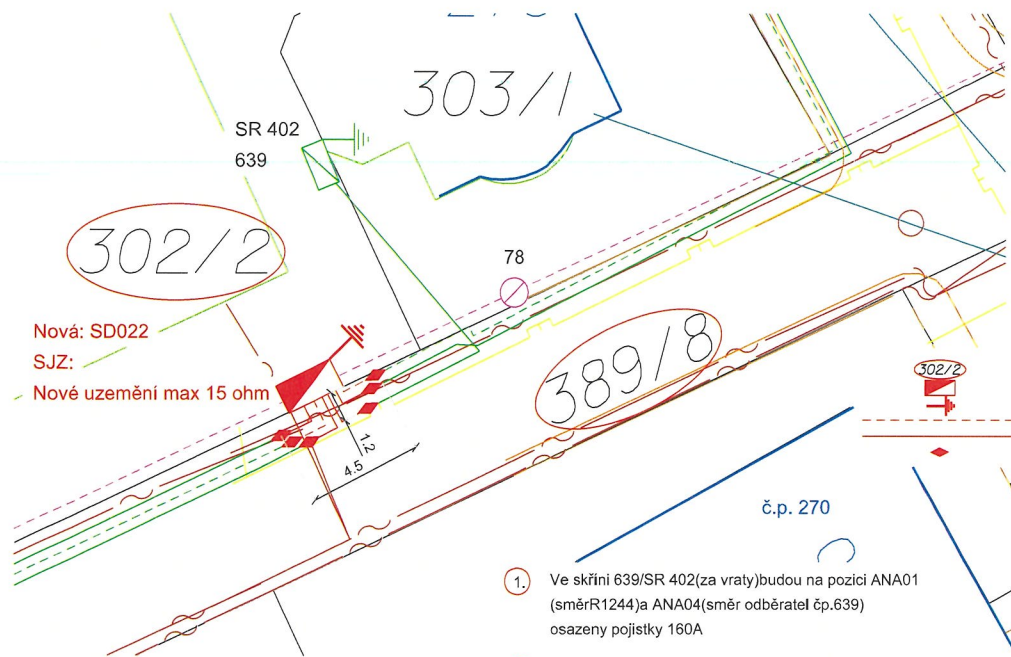 303/1
SR 402
639
302/2
78
Nová: SD022
SJZ:
Nové uzemění max 15 ohm
389/8
302/2
1.2
4.5
č.p. 270
1. Ve skříni 639/SR 402(za vraty)budou na pozici ANA01
(směrR1244)a ANA04(směr odběratel čp.639)
osazeny pojistky 160A